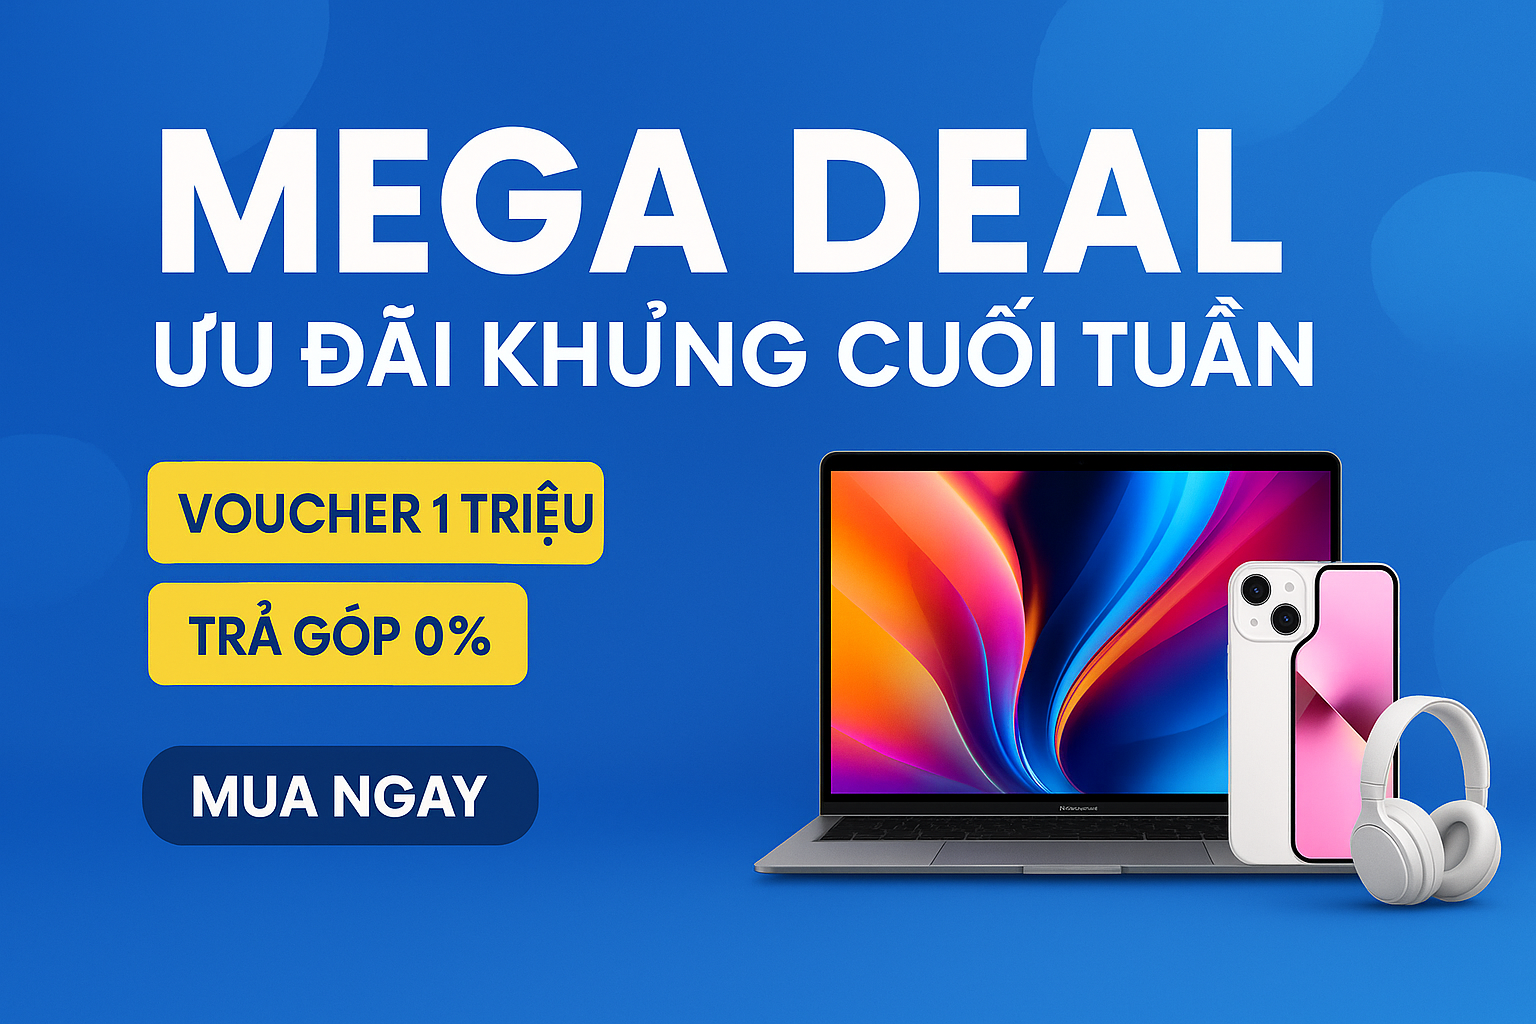 MEGA DEAL
ƯU ĐÃI KHỦNG CUỐI TUẦN
VOUCHER 1 TRIỆU
TRẢ GÓP 0%
MUA NGAY